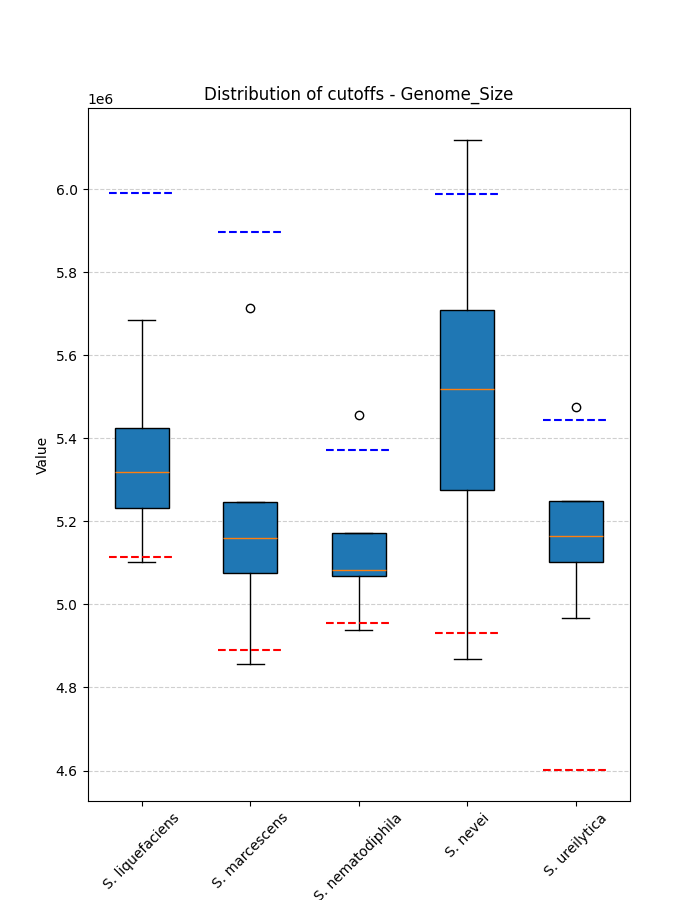 Distribution of cutoffs - Genome_Size
1e6
6.0
5.8
5.6
5.4
5.2
5.0
4.8
4.6
Value
S. liquefaciens
S. marcescens
S. nematodiphila
S. nevei
S. ureilytica